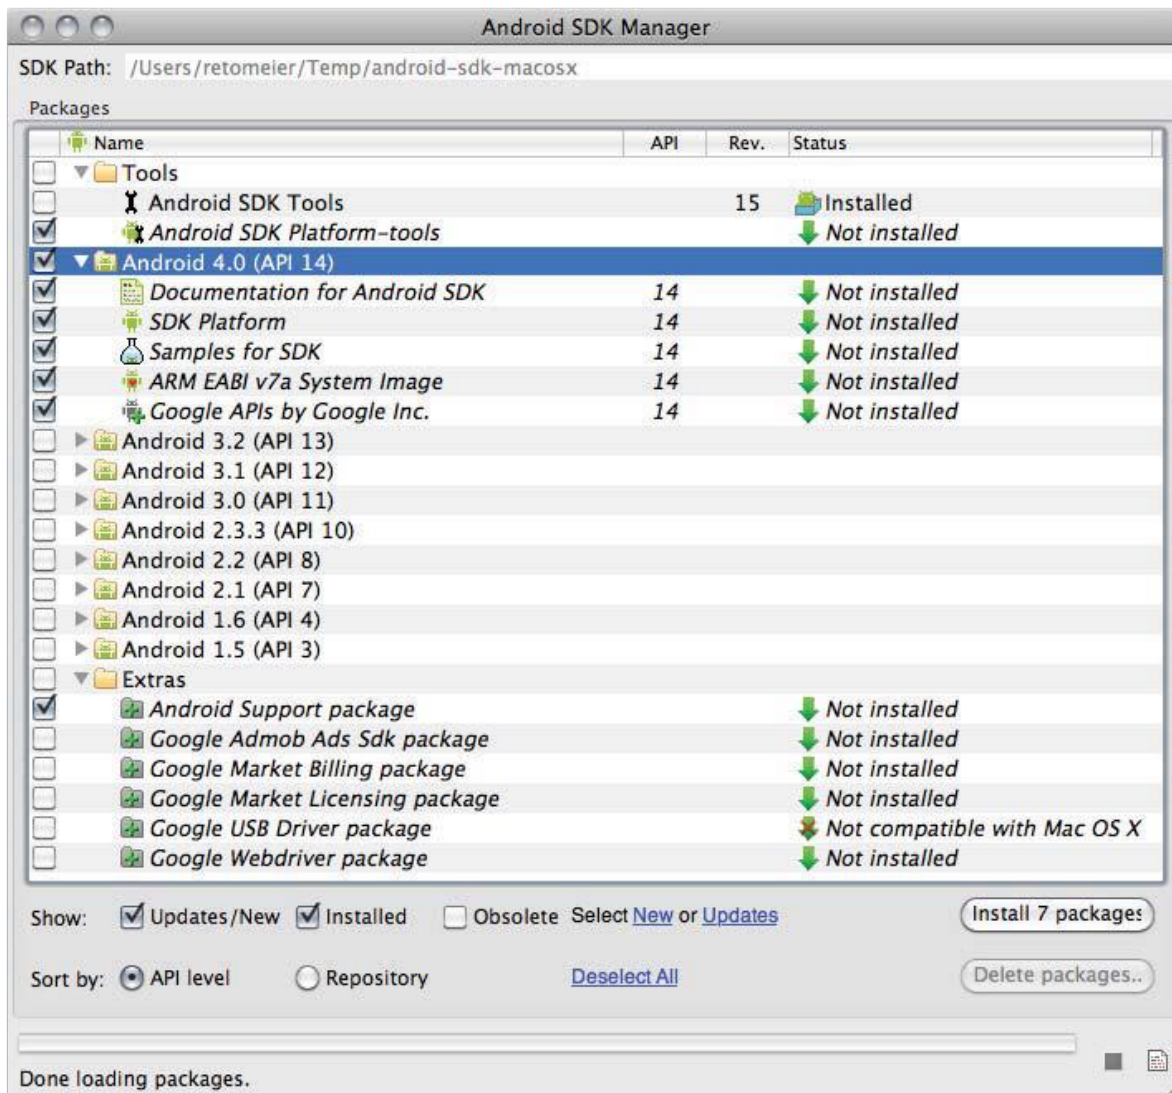 Android SDK Manager
SDK Path: /Users/retomeier/Temp/android-sdk-macosx
Packages
Name API Rev. Status
Tools
Android SDK Tools 15 Installed
Android SDK Platform-tools Not installed
Android 4.0 (API 14)
Documentation for Android SDK 14 Not installed
SDK Platform 14 Not installed
Samples for SDK 14 Not installed
ARM EABI v7a System Image 14 Not installed
Google APIs by Google Inc. 14 Not installed
Android 3.2 (API 13)
Android 3.1 (API 12)
Android 3.0 (API 11)
Android 2.3.3 (API 10)
Android 2.2 (API 8)
Android 2.1 (API 7)
Android 1.6 (API 4)
Android 1.5 (API 3)
Extras
Android Support package Not installed
Google Admob Ads Sdk package Not installed
Google Market Billing package Not installed
Google Market Licensing package Not installed
Google USB Driver package Not compatible with Mac OS X
Google Webdriver package Not installed
Show: Updates/New Installed Obsolete Select New or Updates Install 7 packages
Sort by: API level Repository Deselect All Delete packages..
Done loading packages.